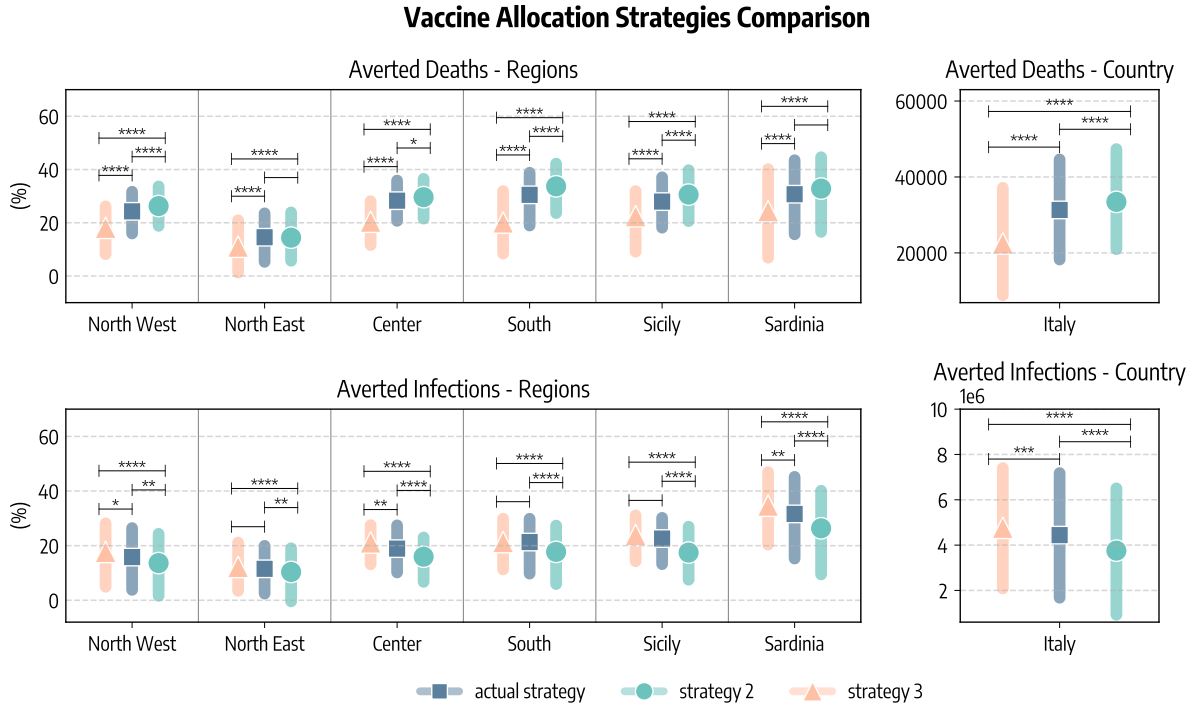 Vaccine Allocation Strategies Comparison
Averted Deaths - Regions
(%)
60
40
20
0
****
****
****
****
****
****
****
*
****
****
****
****
****
****
****
****
North West
North East
Center
South
Sicily
Sardinia
Averted Deaths - Country
60000
40000
20000
****
****
****
Italy
Averted Infections - Regions
(%)
60
40
20
0
****
**
*
****
**
****
****
**
****
****
****
****
****
****
**
North West
North East
Center
South
Sicily
Sardinia
Averted Infections - Country
1e6
10
8
6
4
2
****
****
***
Italy
actual strategy
strategy 2
strategy 3